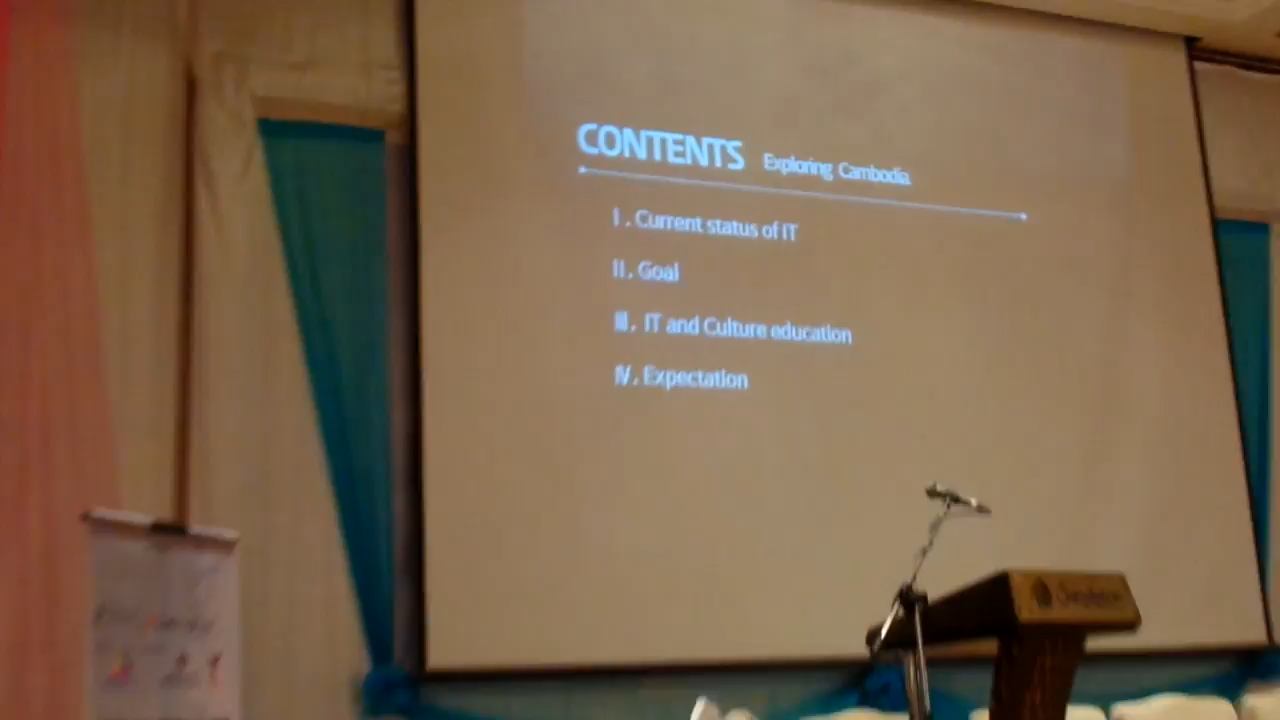 CONTENTS Exploring Cambodia
Ⅰ. Current status of IT
Ⅱ. Goal
Ⅲ. IT and Culture education
Ⅳ. Expectation